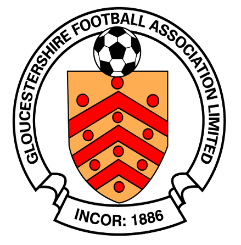 GLOUCESTERSHIRE FOOTBALL ASSOCIATION LIMITED
INCOR: 1886